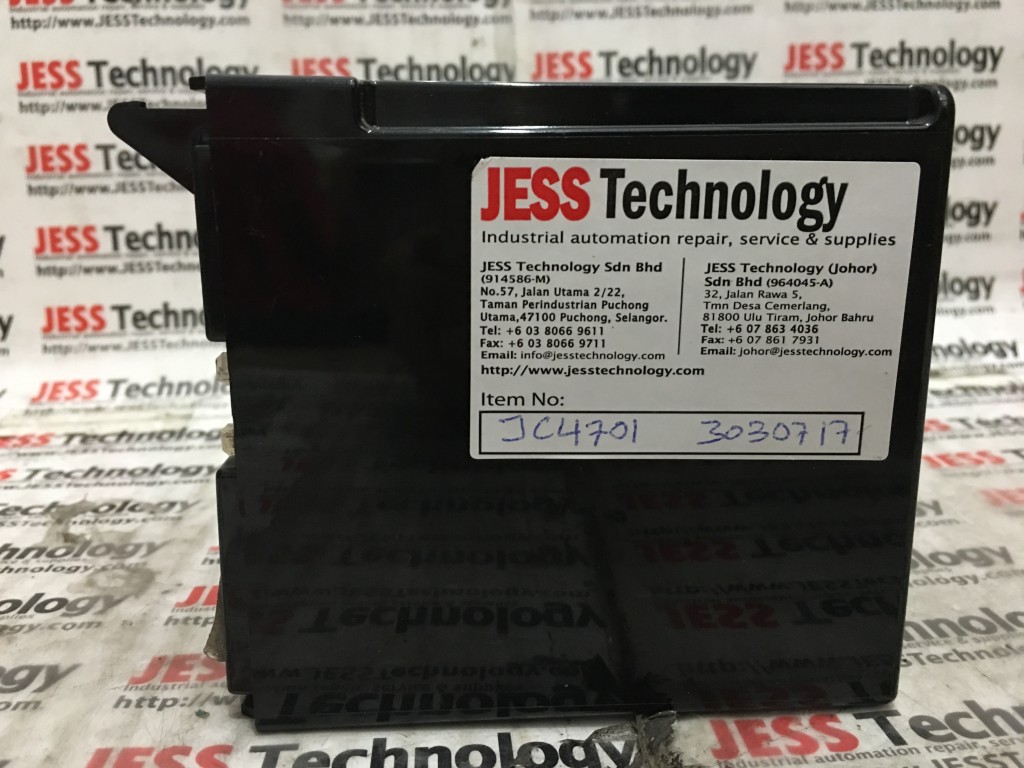 JESS Technology
Industrial automation repair, service & supplies
JESS Technology Sdn Bhd
(914586-M)
No.57, Jalan Utama 2/22,
Taman Perindustrian Puchong
Utama,47100 Puchong, Selangor.
Tel: +6 03 8066 9611
Fax: +6 03 8066 9711
Email: info@jesstechnology.com
http://www.jesstechnology.com
JESS Technology (Johor)
Sdn Bhd (964045-A)
32, Jalan Rawa 5,
Tmn Desa Cemerlang,
81800 Ulu Tiram, Johor Bahru
Tel: +6 07 863 4036
Fax: +6 07 861 7931
Email: johor@jesstechnology.com
Item No:
JC4701 3030717